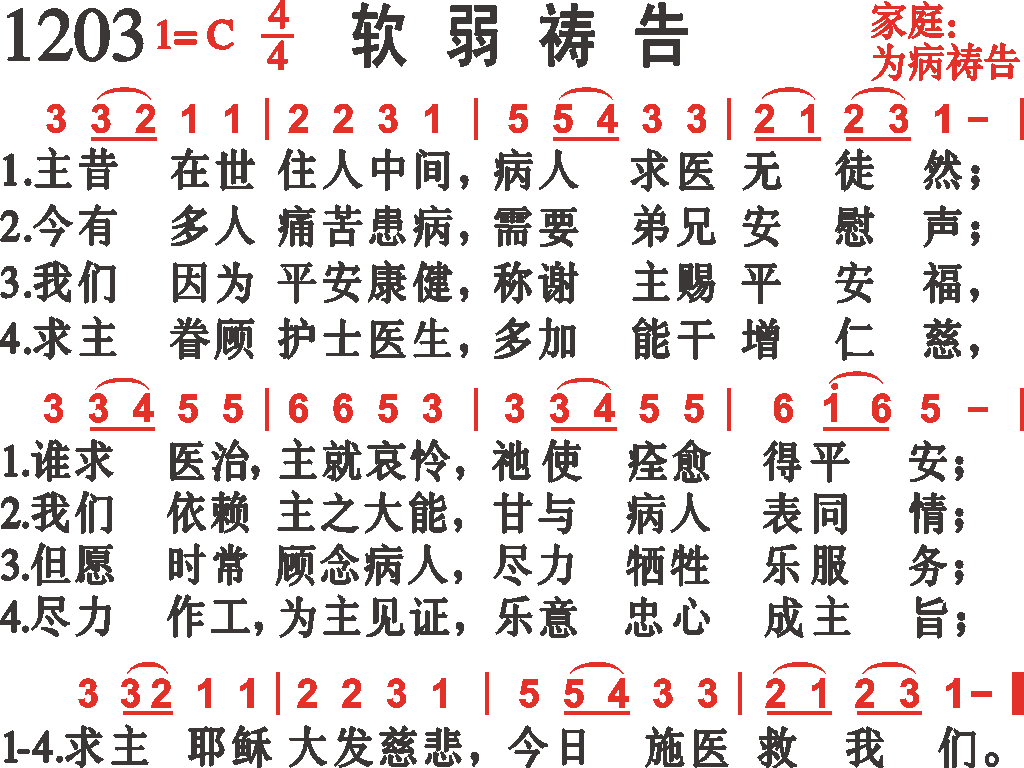 1203 1=C 4/4 软弱祷告 家庭:
为病祷告
3 3 2 1 1 | 2 2 3 1 | 5 5 4 3 3 | 2 1 2 3 1 – |
1.主昔 在世 住人中间,病人 求医 无 徒 然;
2.今有 多人 痛苦患病,需要 弟兄 安 慰 声;
3.我们 因为 平安康健,称谢 主赐 平 安 福,
4.求主 眷顾 护士医生,多加 能干 增 仁 慈,
3 3 4 5 5 | 6 6 5 3 | 3 3 4 5 5 | 6 i 6 5 – |
1.谁求 医治,主就哀怜,祂使 痊愈 得平 安;
2.我们 依赖 主之大能,甘与 病人 表同 情;
3.但愿 时常 顾念病人,尽力 牺牲 乐服 务;
4.尽力 作工,为主见证,乐意 忠心 成主 旨;
3 3 2 1 1 | 2 2 3 1 | 5 5 4 3 3 | 2 1 2 3 1 –
1-4.求主 耶稣 大发慈悲,今日 施医 救 我 们。